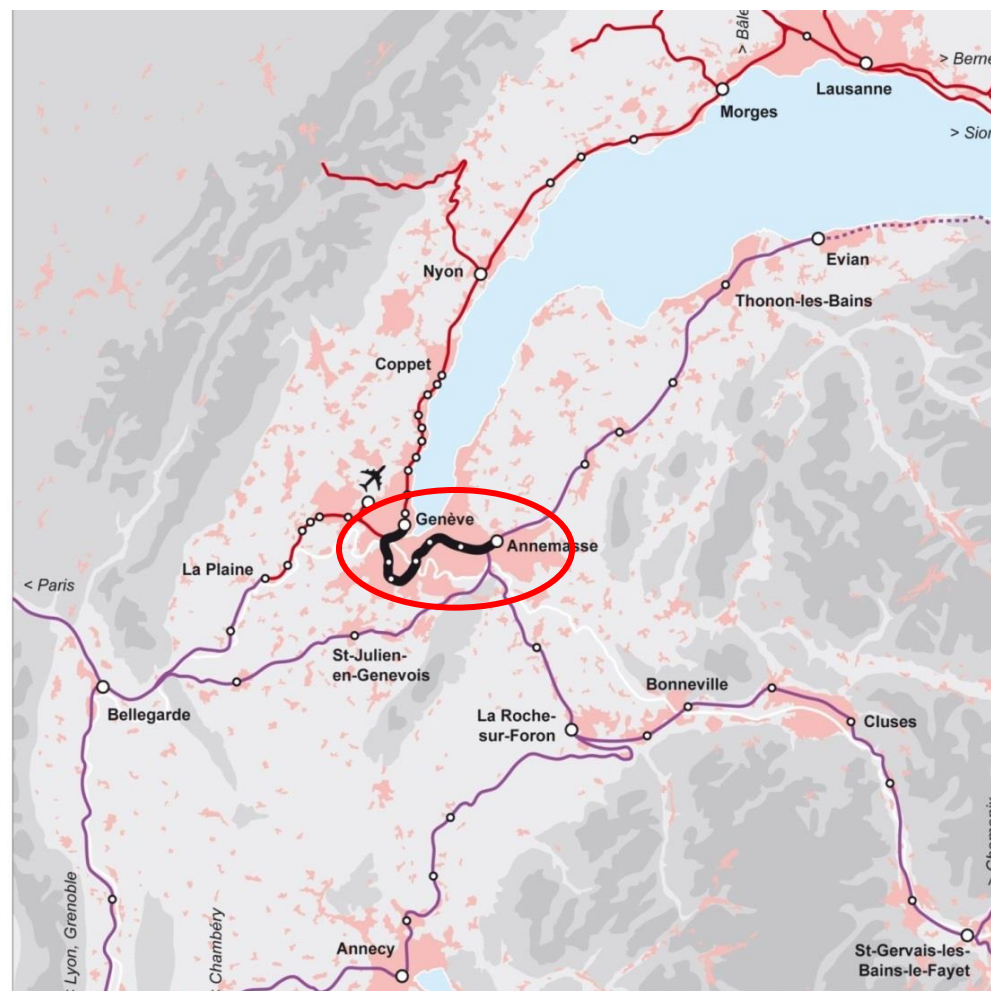 > Bâle
> Berne
Lausanne
Morges
> Sion
Nyon
Evian
Thonon-les-Bains
Coppet
Genève
Annemasse
La Plaine
< Paris
St-Julien-
en-Genevois
Bellegarde
Bonneville
La Roche-
sur-Foron
Cluses
> Chamonix
< Lyon, Grenoble
< Chambéry
Annecy
St-Gervais-les-
Bains-le-Fayet